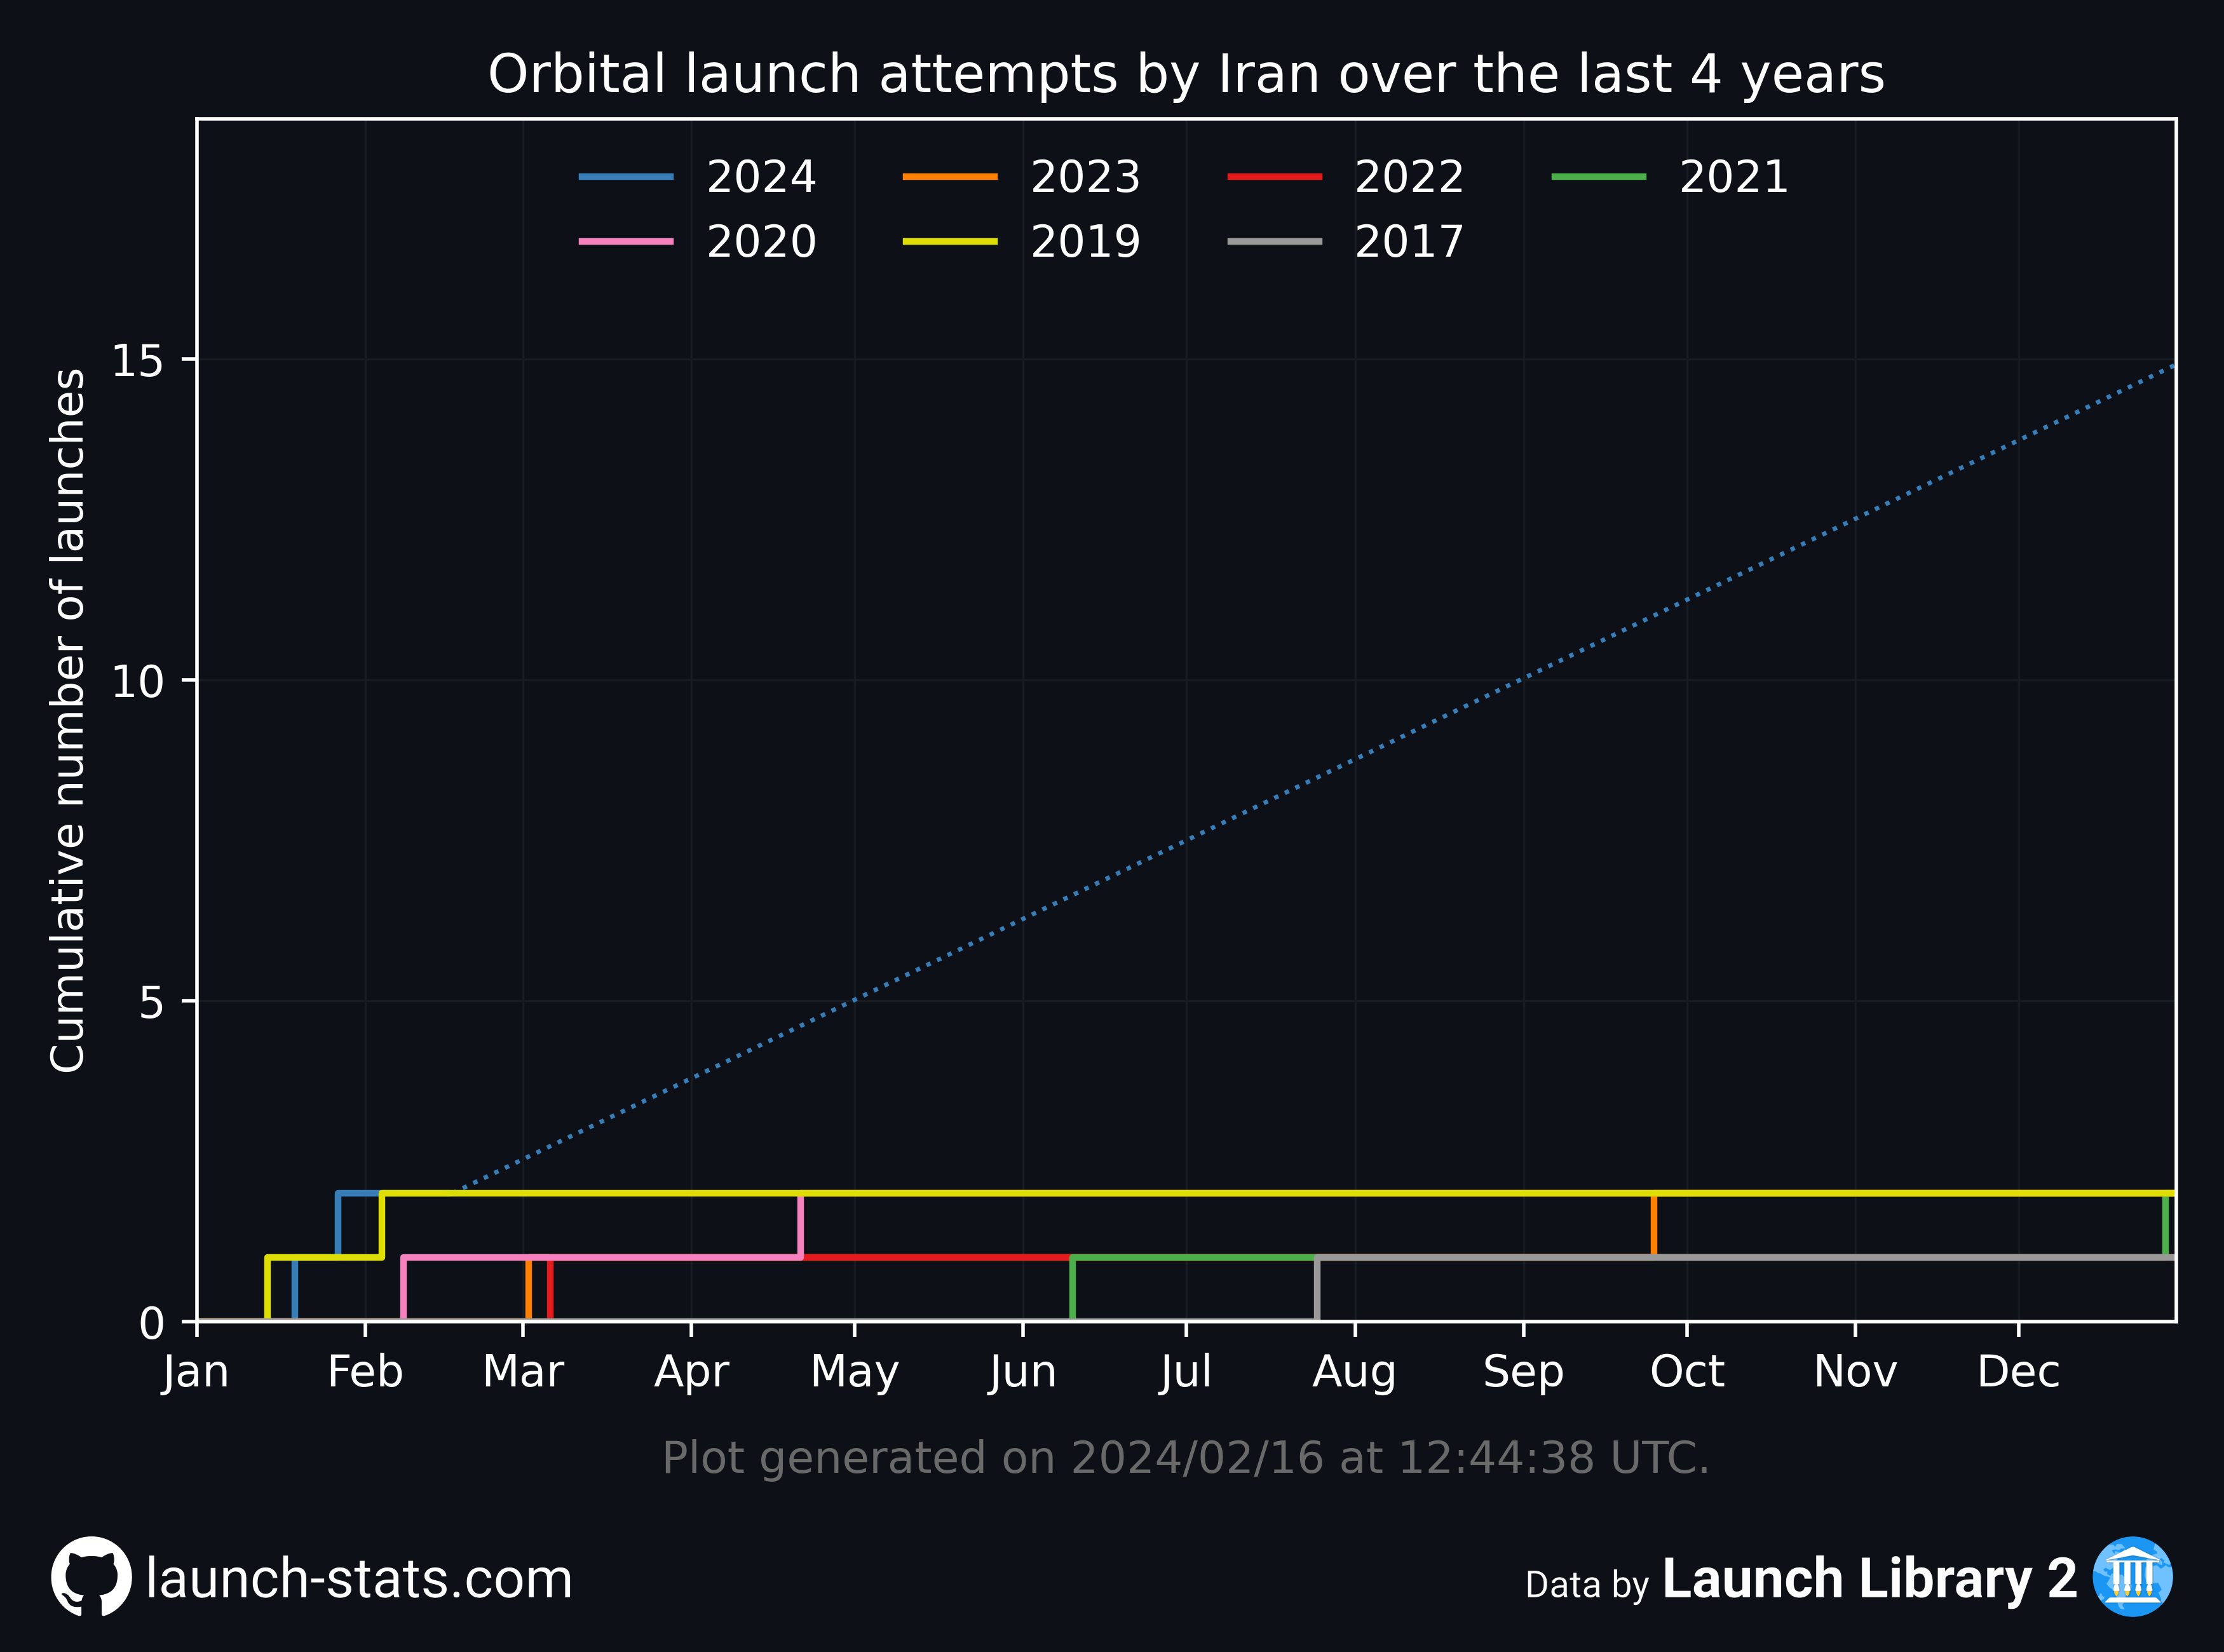 Orbital launch attempts by Iran over the last 4 years
2024 2023 2022 2021
2020 2019 2017
Cumulative number of launches
15
10
5
0
Jan Feb Mar Apr May Jun Jul Aug Sep Oct Nov Dec
Plot generated on 2024/02/16 at 12:44:38 UTC.
launch-stats.com
Data by Launch Library 2